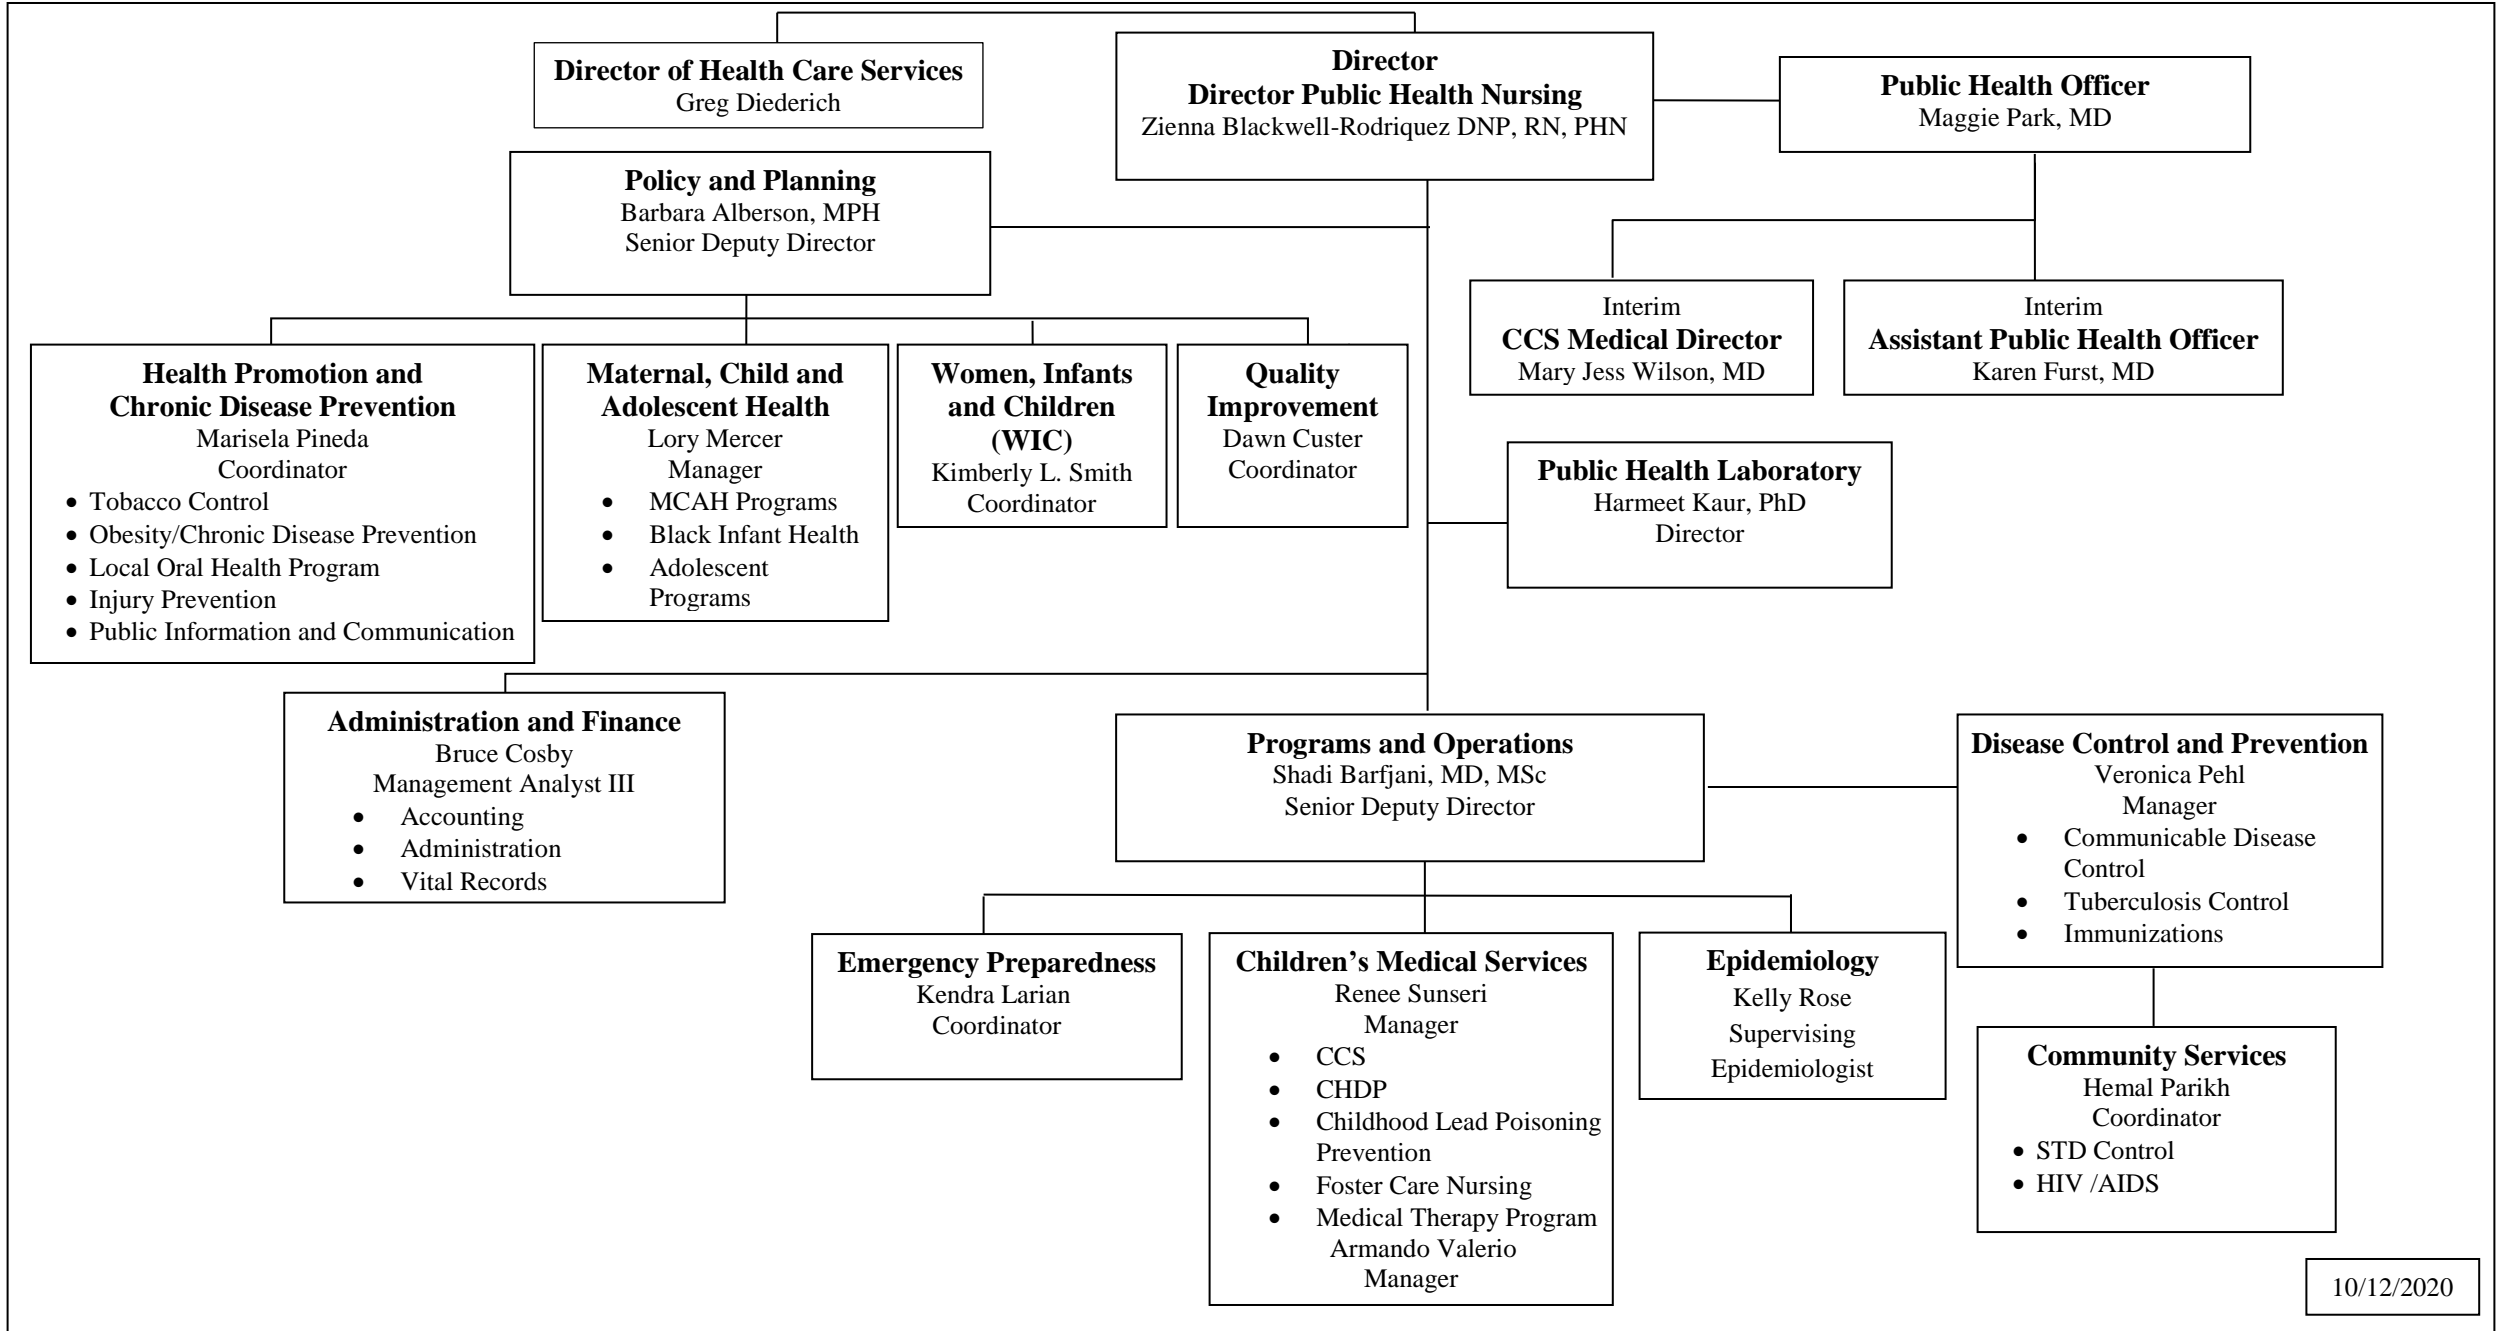 Director of Health Care Services
Greg Diederich
Director
Director Public Health Nursing
Zienna Blackwell-Rodriquez DNP, RN, PHN
Public Health Officer
Maggie Park, MD
Policy and Planning
Barbara Alberson, MPH
Senior Deputy Director
Interim
CCS Medical Director
Mary Jess Wilson, MD
Interim
Assistant Public Health Officer
Karen Furst, MD
Health Promotion and
Chronic Disease Prevention
Marisela Pineda
Coordinator
• Tobacco Control
• Obesity/Chronic Disease Prevention
• Local Oral Health Program
• Injury Prevention
• Public Information and Communication
Maternal, Child and
Adolescent Health
Lory Mercer
Manager
• MCAH Programs
• Black Infant Health
• Adolescent
Programs
Women, Infants
and Children
(WIC)
Kimberly L. Smith
Coordinator
Quality
Improvement
Dawn Custer
Coordinator
Public Health Laboratory
Harmeet Kaur, PhD
Director
Administration and Finance
Bruce Cosby
Management Analyst III
• Accounting
• Administration
• Vital Records
Programs and Operations
Shadi Barfjani, MD, MSc
Senior Deputy Director
Disease Control and Prevention
Veronica Pehl
Manager
• Communicable Disease
Control
• Tuberculosis Control
• Immunizations
Emergency Preparedness
Kendra Larian
Coordinator
Children’s Medical Services
Renee Sunseri
Manager
• CCS
• CHDP
• Childhood Lead Poisoning
Prevention
• Foster Care Nursing
• Medical Therapy Program
Armando Valerio
Manager
Epidemiology
Kelly Rose
Supervising
Epidemiologist
Community Services
Hemal Parikh
Coordinator
• STD Control
• HIV /AIDS
10/12/2020